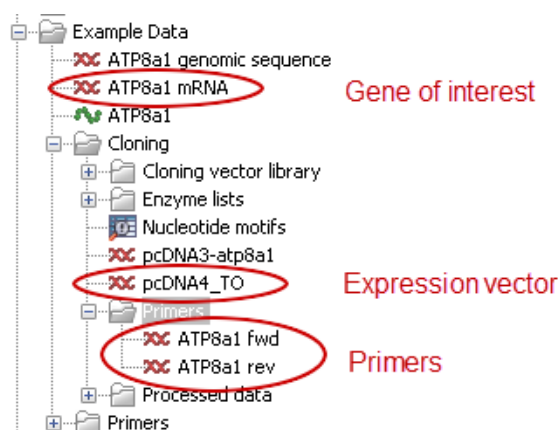 Example Data
ATP8a1 genomic sequence
ATP8a1 mRNA
Gene of interest
ATP8a1
Cloning
Cloning vector library
Enzyme lists
Nucleotide motifs
pcDNA3-atp8a1
pcDNA4_TO
Expression vector
Primers
ATP8a1 fwd
ATP8a1 rev
Primers
Processed data
Primers